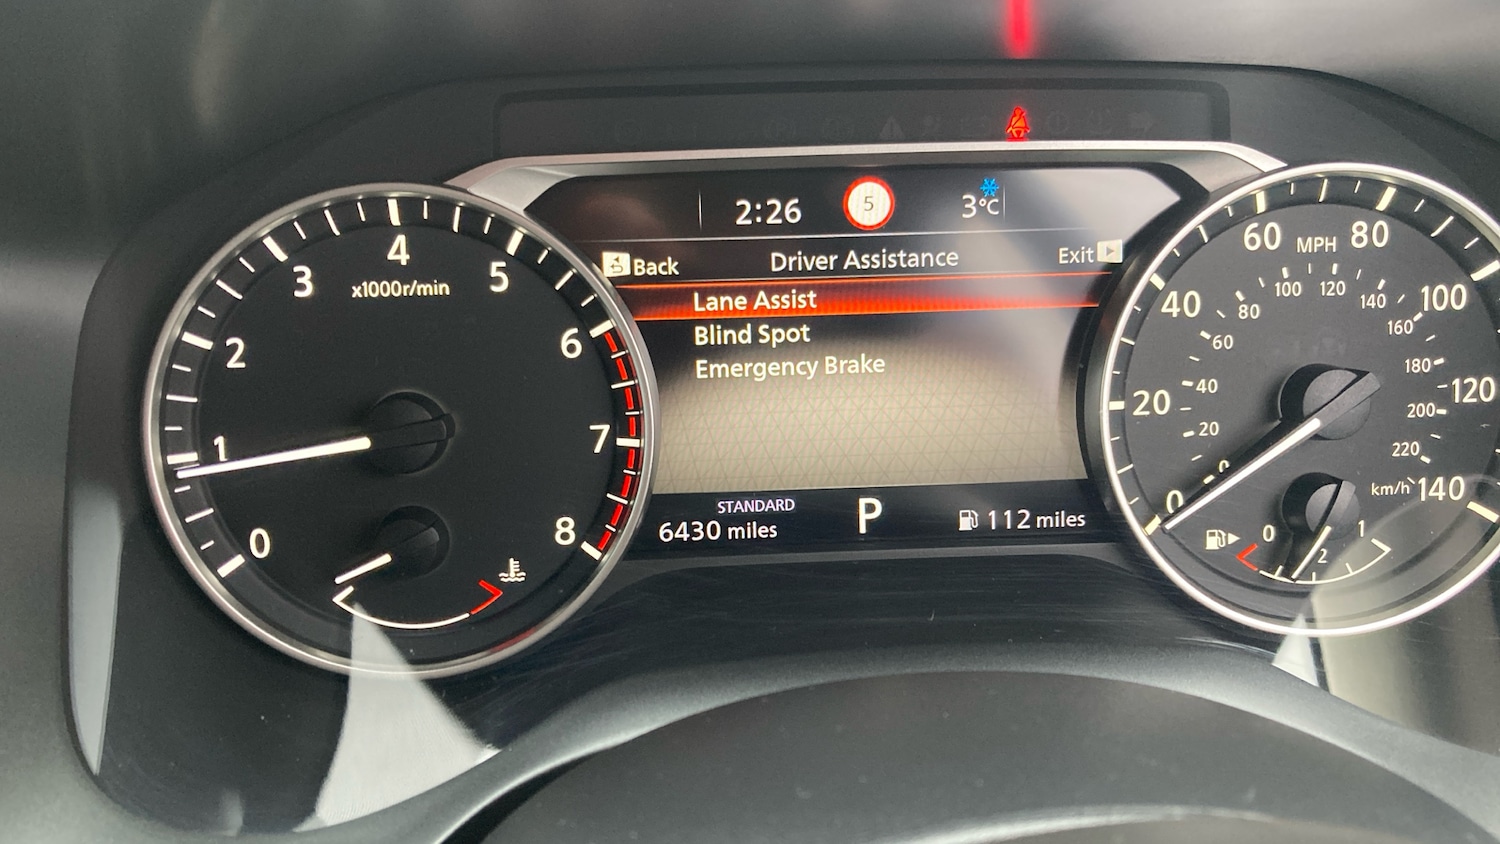 2:26 5 3°C
Back Driver Assistance Exit
Lane Assist
Blind Spot
Emergency Brake
STANDARD
6430 miles P 112 miles
0 1 2 3 4 5 6 7 8
x1000r/min
0 20 40 60 80 100 120 140
MPH
0 20 40 60 80 100 120 140 160 180 200 220
km/h
0 1/2 1